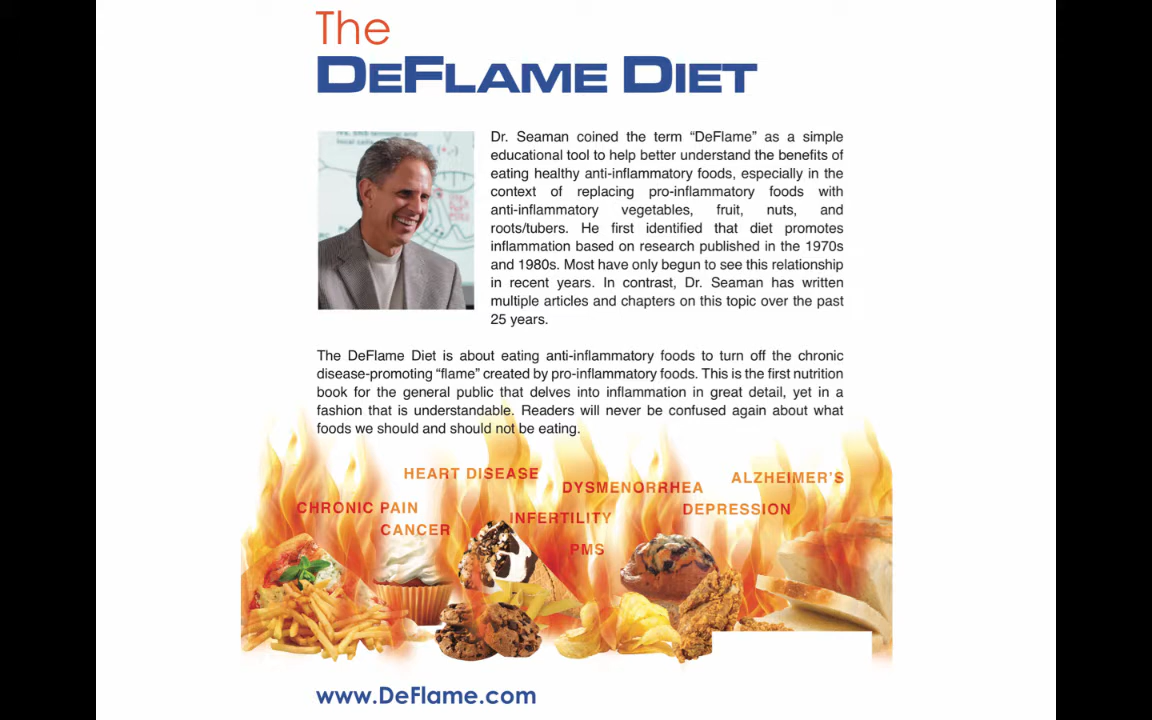 The
DEFLAME DIET
Dr. Seaman coined the term “DeFlame” as a simple
educational tool to help better understand the benefits of
eating healthy anti-inflammatory foods, especially in the
context of replacing pro-inflammatory foods with
anti-inflammatory vegetables, fruit, nuts, and
roots/tubers. He first identified that diet promotes
inflammation based on research published in the 1970s
and 1980s. Most have only begun to see this relationship
in recent years. In contrast, Dr. Seaman has written
multiple articles and chapters on this topic over the past
25 years.
The DeFlame Diet is about eating anti-inflammatory foods to turn off the chronic
disease-promoting “flame” created by pro-inflammatory foods. This is the first nutrition
book for the general public that delves into inflammation in great detail, yet in a
fashion that is understandable. Readers will never be confused again about what
foods we should and should not be eating.
HEART DISEASE
ALZHEIMER’S
DYSMENORRHEA
CHRONIC PAIN
DEPRESSION
INFERTILITY
CANCER
PMS
www.DeFlame.com